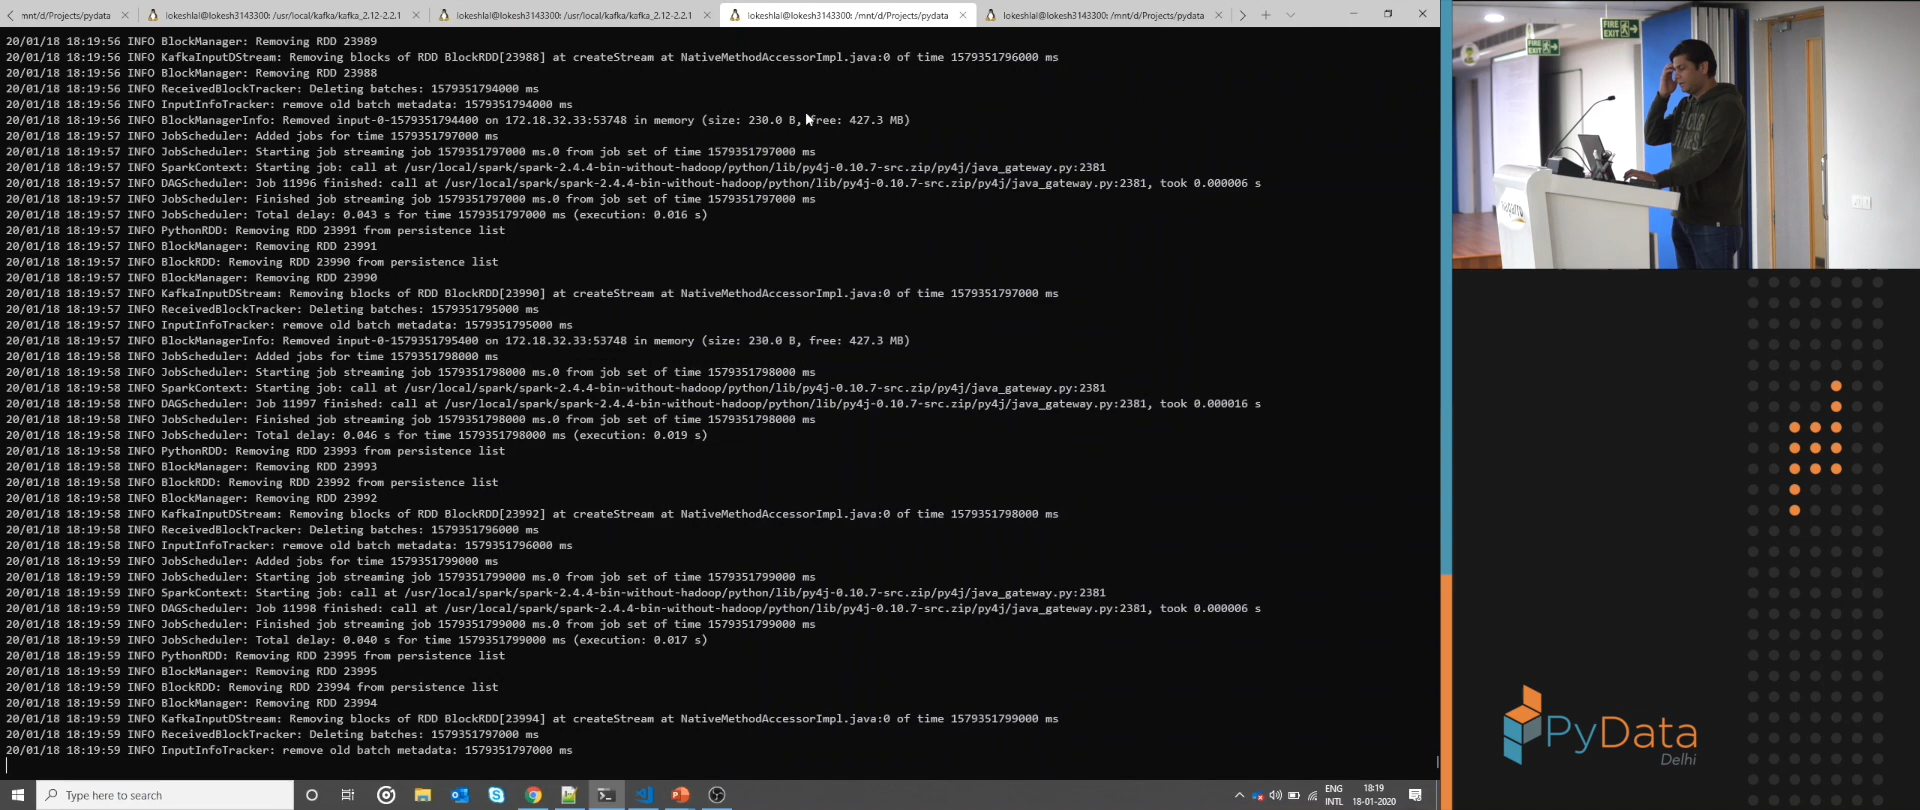 mnt/d/Projects/pydata
lokeshlal@lokesh3143300: /usr/local/kafka/kafka_2.12-2.2.1
lokeshlal@lokesh3143300: /usr/local/kafka/kafka_2.12-2.2.1
lokeshlal@lokesh3143300: /mnt/d/Projects/pydata
lokeshlal@lokesh3143300: /mnt/d/Projects/pydata
20/01/18 18:19:56 INFO BlockManager: Removing RDD 23989
20/01/18 18:19:56 INFO KafkaInputDStream: Removing blocks of RDD BlockRDD[23988] at createStream at NativeMethodAccessorImpl.java:0 of time 1579351796000 ms
20/01/18 18:19:56 INFO BlockManager: Removing RDD 23988
20/01/18 18:19:56 INFO ReceivedBlockTracker: Deleting batches: 1579351794000 ms
20/01/18 18:19:56 INFO InputInfoTracker: remove old batch metadata: 1579351794000 ms
20/01/18 18:19:56 INFO BlockManagerInfo: Removed input-0-1579351794400 on 172.18.32.33:53748 in memory (size: 230.0 B, free: 427.3 MB)
20/01/18 18:19:57 INFO JobScheduler: Added jobs for time 1579351797000 ms
20/01/18 18:19:57 INFO JobScheduler: Starting job streaming job 1579351797000 ms.0 from job set of time 1579351797000 ms
20/01/18 18:19:57 INFO SparkContext: Starting job: call at /usr/local/spark/spark-2.4.4-bin-without-hadoop/python/lib/py4j-0.10.7-src.zip/py4j/java_gateway.py:2381
20/01/18 18:19:57 INFO DAGScheduler: Job 11996 finished: call at /usr/local/spark/spark-2.4.4-bin-without-hadoop/python/lib/py4j-0.10.7-src.zip/py4j/java_gateway.py:2381, took 0.000006 s
20/01/18 18:19:57 INFO JobScheduler: Finished job streaming job 1579351797000 ms.0 from job set of time 1579351797000 ms
20/01/18 18:19:57 INFO JobScheduler: Total delay: 0.043 s for time 1579351797000 ms (execution: 0.016 s)
20/01/18 18:19:57 INFO PythonRDD: Removing RDD 23991 from persistence list
20/01/18 18:19:57 INFO BlockManager: Removing RDD 23991
20/01/18 18:19:57 INFO BlockRDD: Removing RDD 23990 from persistence list
20/01/18 18:19:57 INFO BlockManager: Removing RDD 23990
20/01/18 18:19:57 INFO KafkaInputDStream: Removing blocks of RDD BlockRDD[23990] at createStream at NativeMethodAccessorImpl.java:0 of time 1579351797000 ms
20/01/18 18:19:57 INFO ReceivedBlockTracker: Deleting batches: 1579351795000 ms
20/01/18 18:19:57 INFO InputInfoTracker: remove old batch metadata: 1579351795000 ms
20/01/18 18:19:57 INFO BlockManagerInfo: Removed input-0-1579351795400 on 172.18.32.33:53748 in memory (size: 230.0 B, free: 427.3 MB)
20/01/18 18:19:58 INFO JobScheduler: Added jobs for time 1579351798000 ms
20/01/18 18:19:58 INFO JobScheduler: Starting job streaming job 1579351798000 ms.0 from job set of time 1579351798000 ms
20/01/18 18:19:58 INFO SparkContext: Starting job: call at /usr/local/spark/spark-2.4.4-bin-without-hadoop/python/lib/py4j-0.10.7-src.zip/py4j/java_gateway.py:2381
20/01/18 18:19:58 INFO DAGScheduler: Job 11997 finished: call at /usr/local/spark/spark-2.4.4-bin-without-hadoop/python/lib/py4j-0.10.7-src.zip/py4j/java_gateway.py:2381, took 0.000016 s
20/01/18 18:19:58 INFO JobScheduler: Finished job streaming job 1579351798000 ms.0 from job set of time 1579351798000 ms
20/01/18 18:19:58 INFO JobScheduler: Total delay: 0.046 s for time 1579351798000 ms (execution: 0.019 s)
20/01/18 18:19:58 INFO PythonRDD: Removing RDD 23993 from persistence list
20/01/18 18:19:58 INFO BlockManager: Removing RDD 23993
20/01/18 18:19:58 INFO BlockRDD: Removing RDD 23992 from persistence list
20/01/18 18:19:58 INFO BlockManager: Removing RDD 23992
20/01/18 18:19:58 INFO KafkaInputDStream: Removing blocks of RDD BlockRDD[23992] at createStream at NativeMethodAccessorImpl.java:0 of time 1579351798000 ms
20/01/18 18:19:58 INFO ReceivedBlockTracker: Deleting batches: 1579351796000 ms
20/01/18 18:19:58 INFO InputInfoTracker: remove old batch metadata: 1579351796000 ms
20/01/18 18:19:59 INFO JobScheduler: Added jobs for time 1579351799000 ms
20/01/18 18:19:59 INFO JobScheduler: Starting job streaming job 1579351799000 ms.0 from job set of time 1579351799000 ms
20/01/18 18:19:59 INFO SparkContext: Starting job: call at /usr/local/spark/spark-2.4.4-bin-without-hadoop/python/lib/py4j-0.10.7-src.zip/py4j/java_gateway.py:2381
20/01/18 18:19:59 INFO DAGScheduler: Job 11998 finished: call at /usr/local/spark/spark-2.4.4-bin-without-hadoop/python/lib/py4j-0.10.7-src.zip/py4j/java_gateway.py:2381, took 0.000006 s
20/01/18 18:19:59 INFO JobScheduler: Finished job streaming job 1579351799000 ms.0 from job set of time 1579351799000 ms
20/01/18 18:19:59 INFO JobScheduler: Total delay: 0.040 s for time 1579351799000 ms (execution: 0.017 s)
20/01/18 18:19:59 INFO PythonRDD: Removing RDD 23995 from persistence list
20/01/18 18:19:59 INFO BlockManager: Removing RDD 23995
20/01/18 18:19:59 INFO BlockRDD: Removing RDD 23994 from persistence list
20/01/18 18:19:59 INFO BlockManager: Removing RDD 23994
20/01/18 18:19:59 INFO KafkaInputDStream: Removing blocks of RDD BlockRDD[23994] at createStream at NativeMethodAccessorImpl.java:0 of time 1579351799000 ms
20/01/18 18:19:59 INFO ReceivedBlockTracker: Deleting batches: 1579351797000 ms
20/01/18 18:19:59 INFO InputInfoTracker: remove old batch metadata: 1579351797000 ms
Type here to search
ENG
INTL
18:19
18-01-2020
FIRE
EXIT
FIRE
EXIT
PyData
Delhi